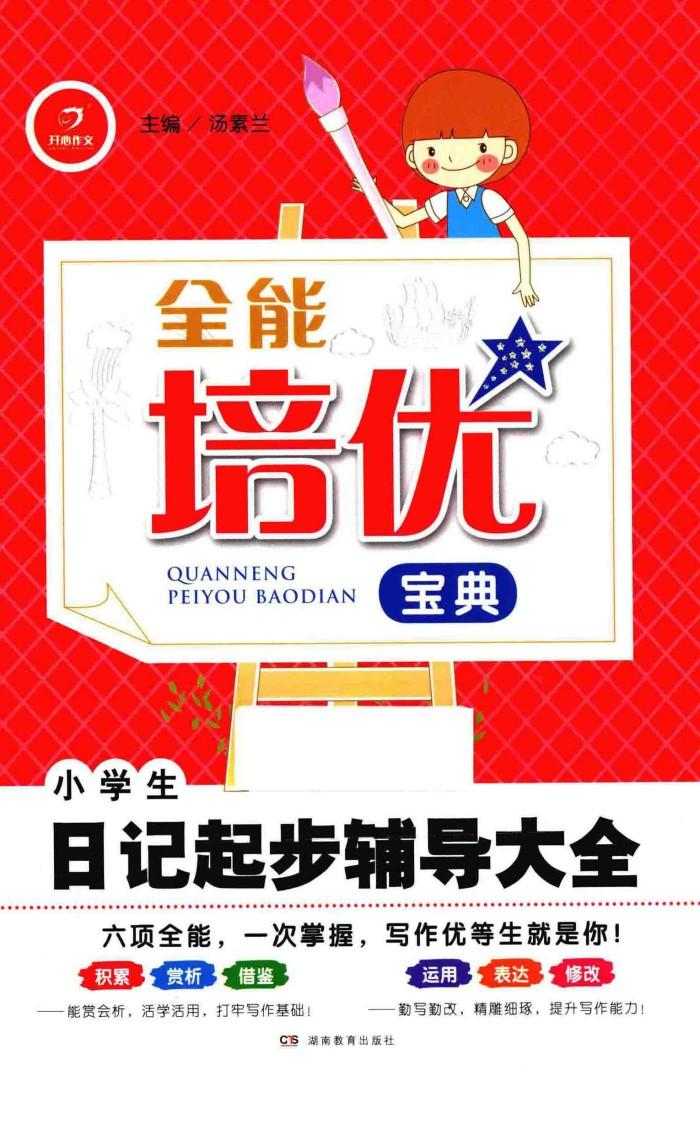 开心作文
主编／汤素兰
全能
培优
QUANNENG
PEIYOU BAODIAN
宝典
小学生
日记起步辅导大全
六项全能，一次掌握，写作优等生就是你！
积累 赏析 借鉴 运用 表达 修改
——能赏会析，活学活用，打牢写作基础！ ——勤写勤改，精雕细琢，提升写作能力！
CTS 湖南教育出版社